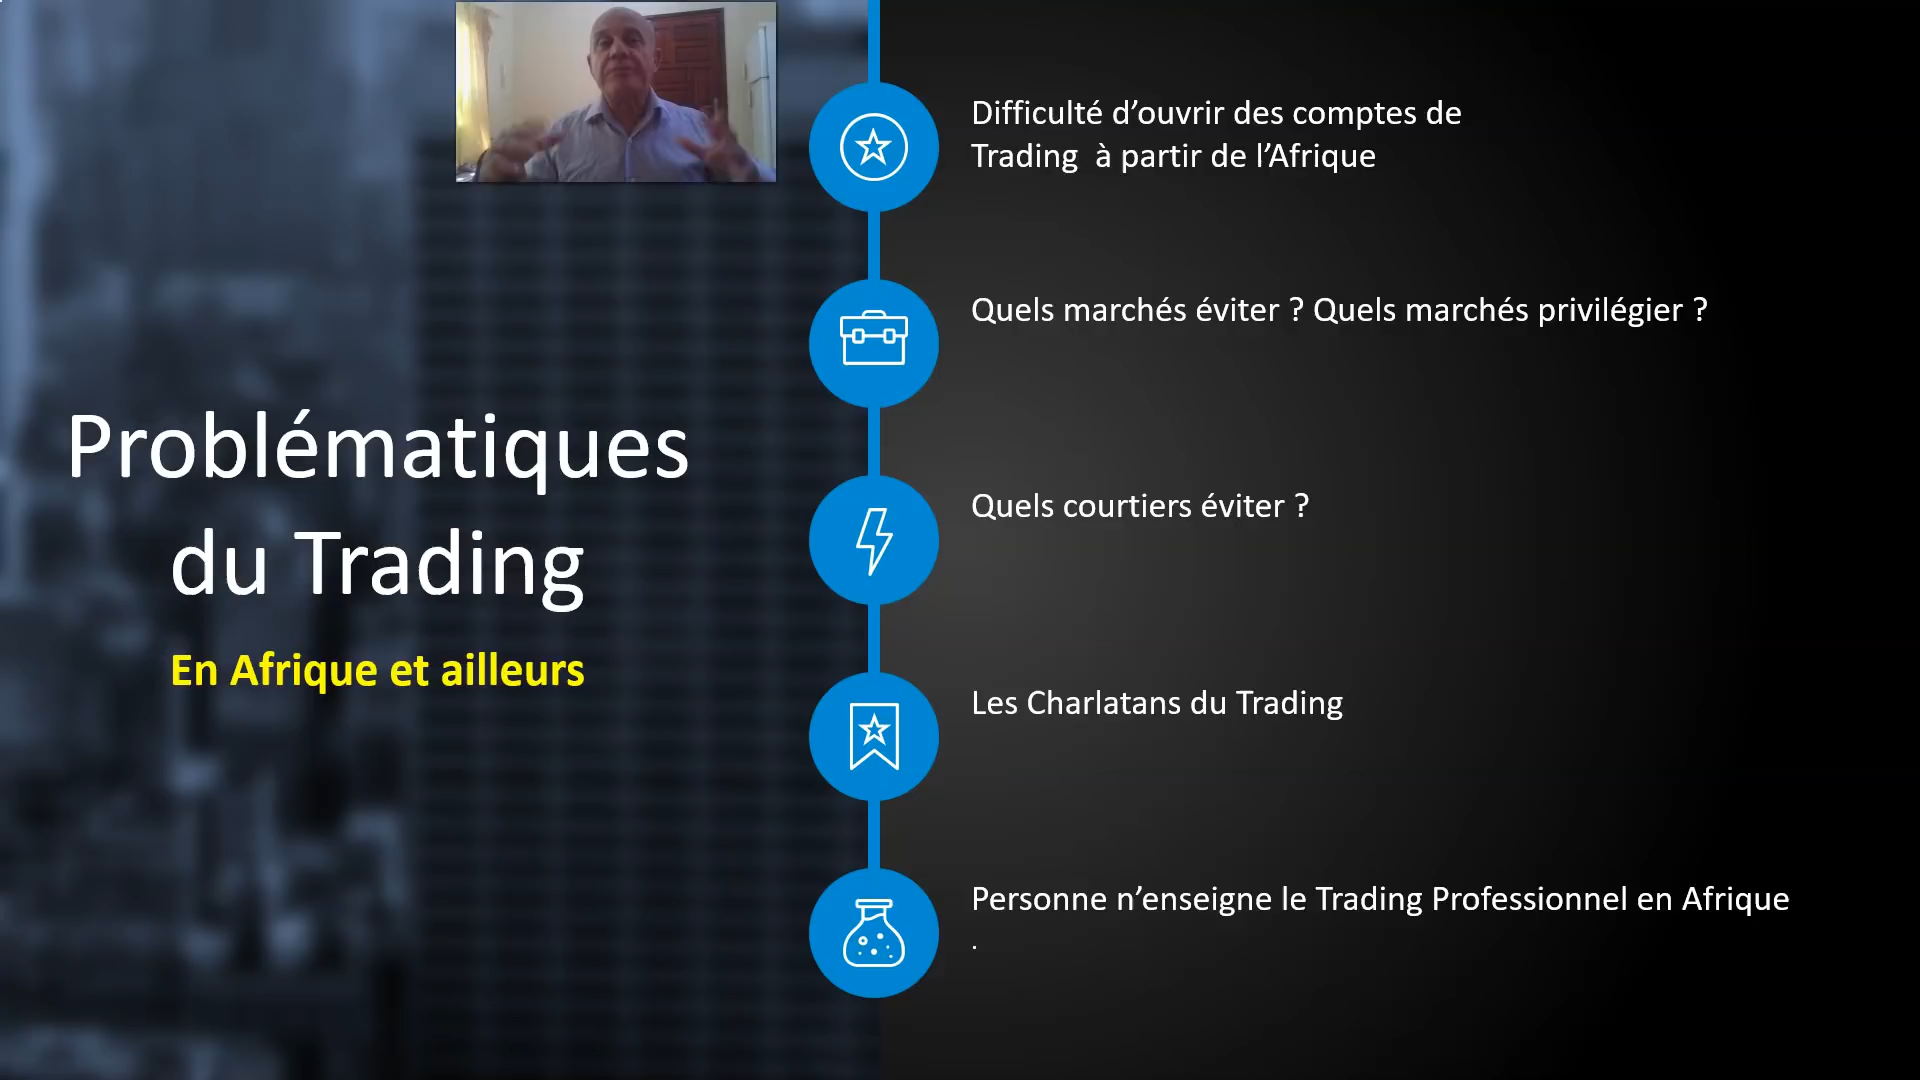 Problématiques
du Trading
En Afrique et ailleurs
Difficulté d’ouvrir des comptes de
Trading  à partir de l’Afrique
Quels marchés éviter ? Quels marchés privilégier ?
Quels courtiers éviter ?
Les Charlatans du Trading
Personne n’enseigne le Trading Professionnel en Afrique
.